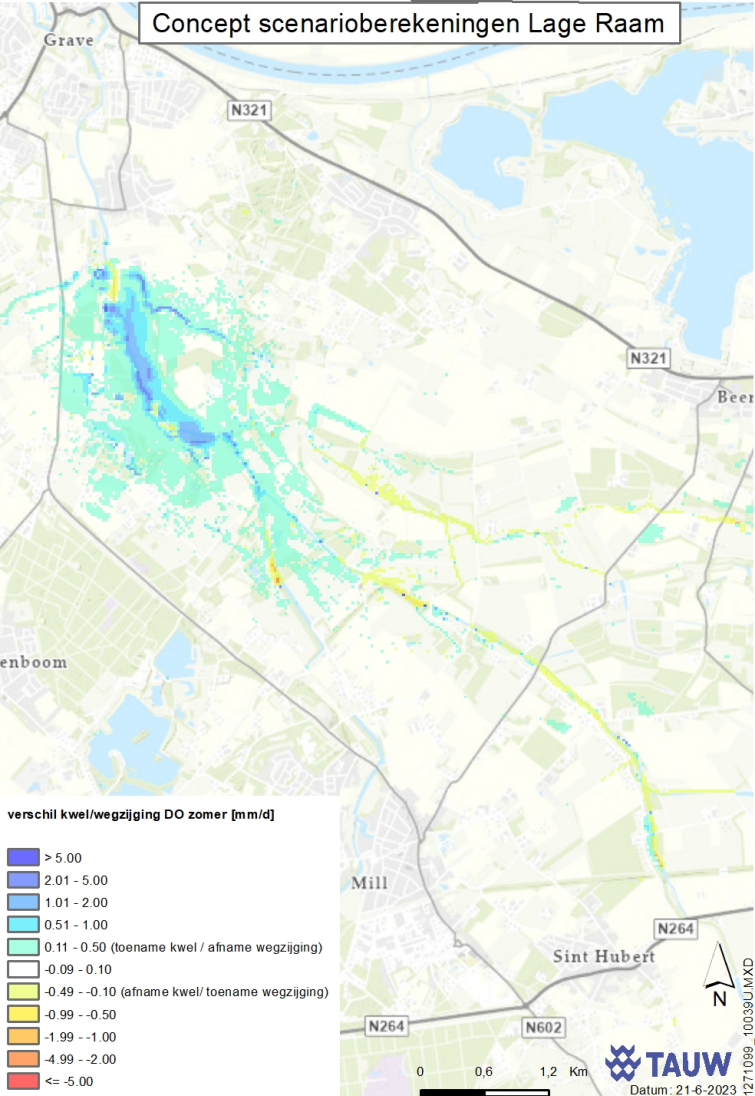 Concept scenarioberekeningen Lage Raam
Grave
N321
N321
Beer
enboom
verschil kwel/wegzijging DO zomer [mm/d]
> 5.00
2.01 - 5.00
1.01 - 2.00
0.51 - 1.00
0.11 - 0.50 (toename kwel / afname wegzijging)
-0.09 - 0.10
-0.49 - -0.10 (afname kwel/ toename wegzijging)
-0.99 - -0.50
-1.99 - -1.00
-4.99 - -2.00
<= -5.00
Mill
Sint Hubert
N264
N264
N602
N
0 0,6 1,2 Km
TAUW
Datum: 21-6-2023
1271099_10039U.MXD